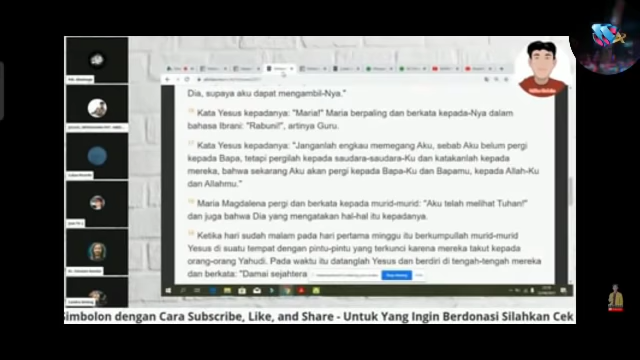 Dia, supaya aku dapat mengambil-Nya."
Kata Yesus kepadanya: "Maria!" Maria berpaling dan berkata kepada-Nya dalam
bahasa Ibrani: "Rabuni!", artinya Guru.
Kata Yesus kepadanya: "Janganlah engkau memegang Aku, sebab Aku belum pergi
kepada Bapa, tetapi pergilah kepada saudara-saudara-Ku dan katakanlah kepada
mereka, bahwa sekarang Aku akan pergi kepada Bapa-Ku dan Bapamu, kepada Allah-Ku
dan Allahmu."
Maria Magdalena pergi dan berkata kepada murid-murid: "Aku telah melihat Tuhan!"
dan juga bahwa Dia yang mengatakan hal-hal itu kepadanya.
Ketika hari sudah malam pada hari pertama minggu itu berkumpullah murid-murid
Yesus di suatu tempat dengan pintu-pintu yang terkunci karena mereka takut kepada
orang-orang Yahudi. Pada waktu itu datanglah Yesus dan berdiri di tengah-tengah mereka
dan berkata: "Damai sejahtera
Simbolon dengan Cara Subscribe, Like, and Share - Untuk Yang Ingin Berdonasi Silahkan Cek